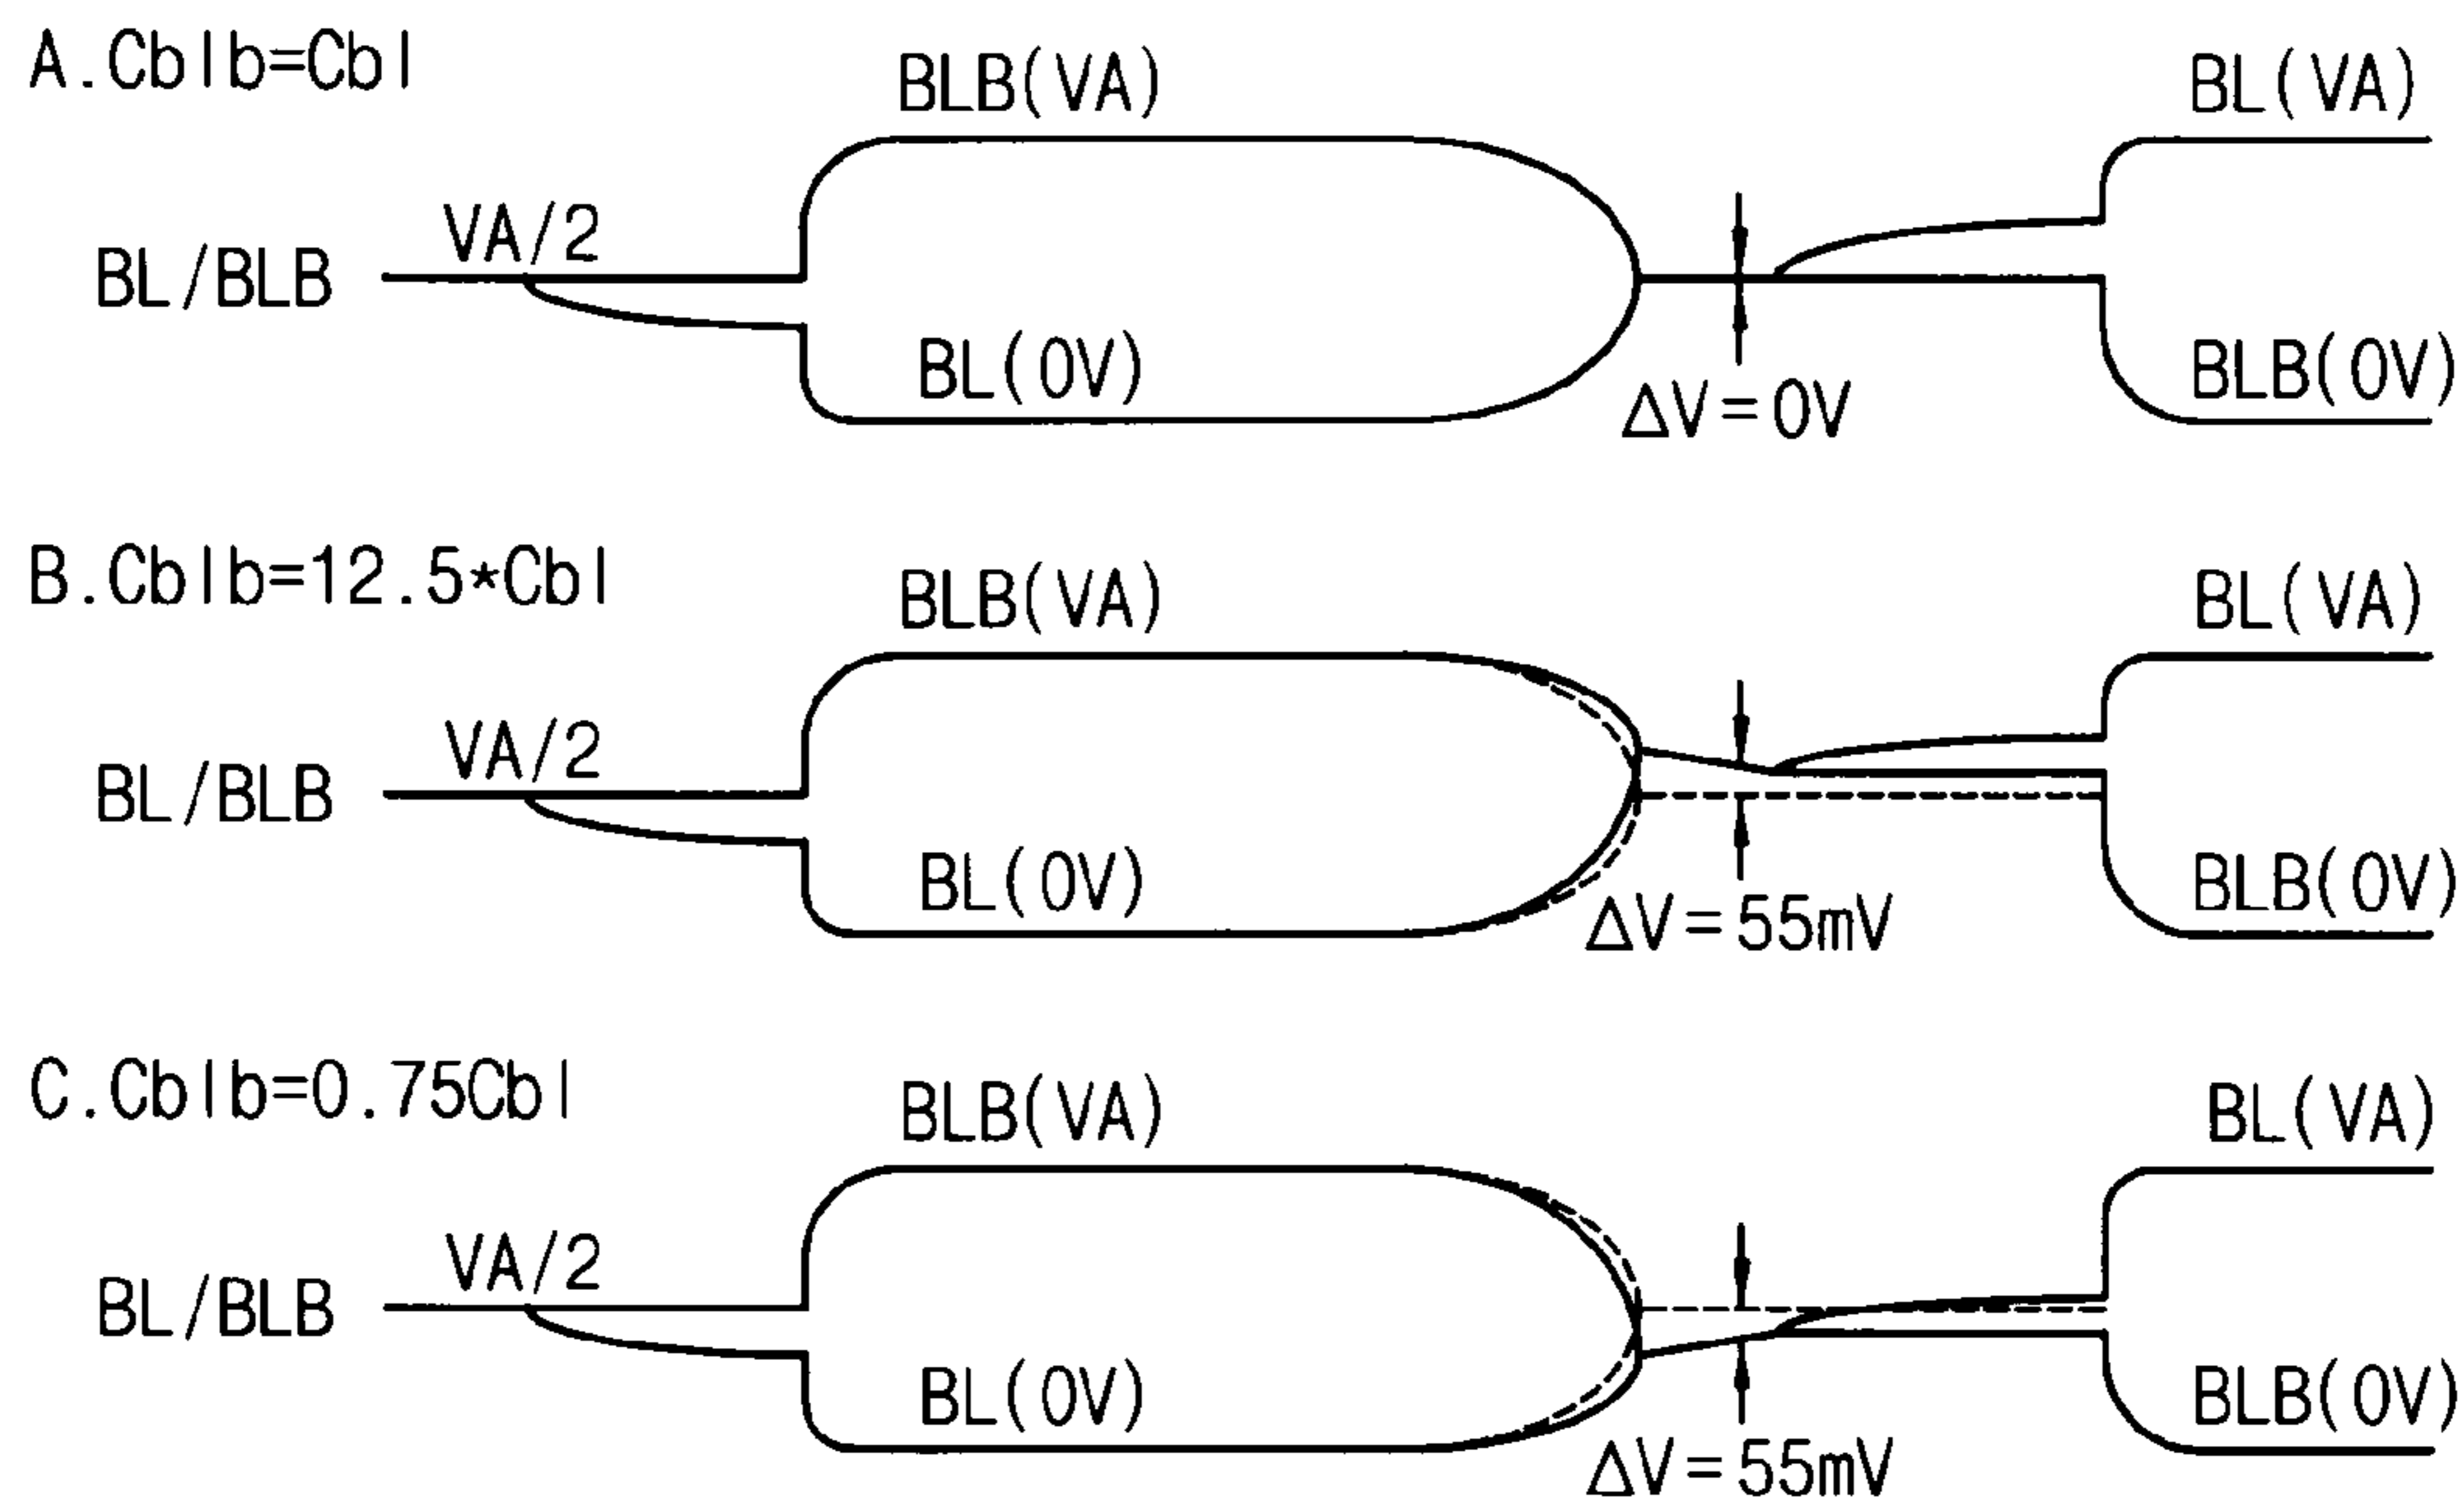 A.Cblb=Cbl
BLB(VA)
BL(VA)
VA/2
BL/BLB
BL(0V)
ΔV=0V
BLB(0V)
B.Cblb=12.5*Cbl
BLB(VA)
BL(VA)
VA/2
BL/BLB
BL(0V)
ΔV=55mV
BLB(0V)
C.Cblb=0.75Cbl
BLB(VA)
BL(VA)
VA/2
BL/BLB
BL(0V)
BLB(0V)
ΔV=55mV